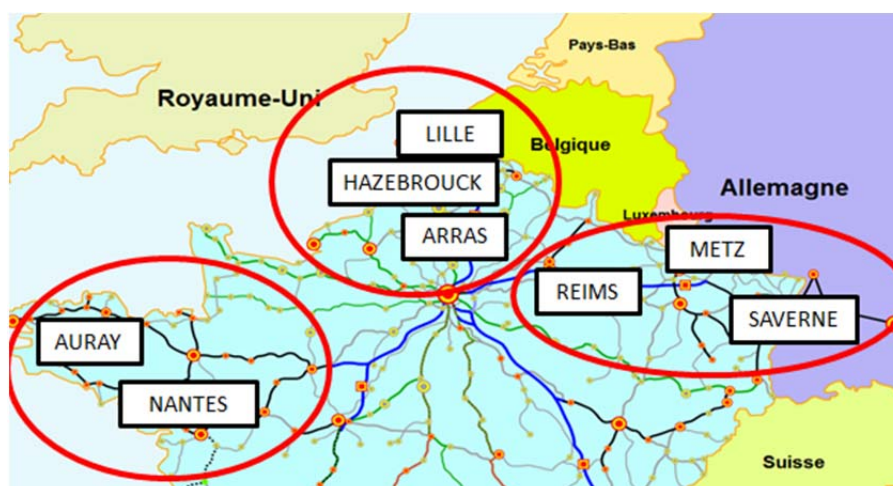 Pays-Bas
Royaume-Uni
LILLE
Belgique
HAZEBROUCK
Allemagne
Luxembourg
ARRAS
METZ
REIMS
SAVERNE
AURAY
NANTES
Suisse